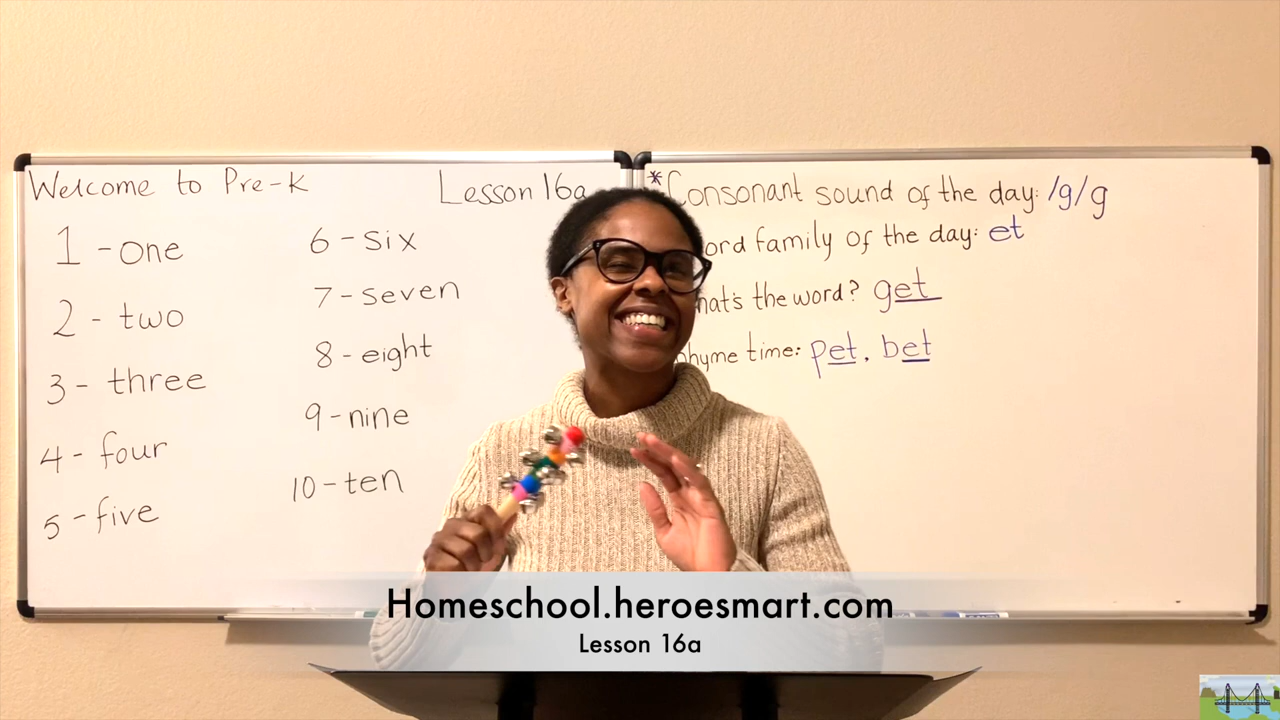 Welcome to Pre-K
Lesson 16a
1 - one
2 - two
3 - three
4 - four
5 - five
6 - six
7 - seven
8 - eight
9 - nine
10 - ten
*Consonant sound of the day: /g/g
ord family of the day: et
hat's the word? get
hyme time: pet, bet
Homeschool.heroesmart.com
Lesson 16a